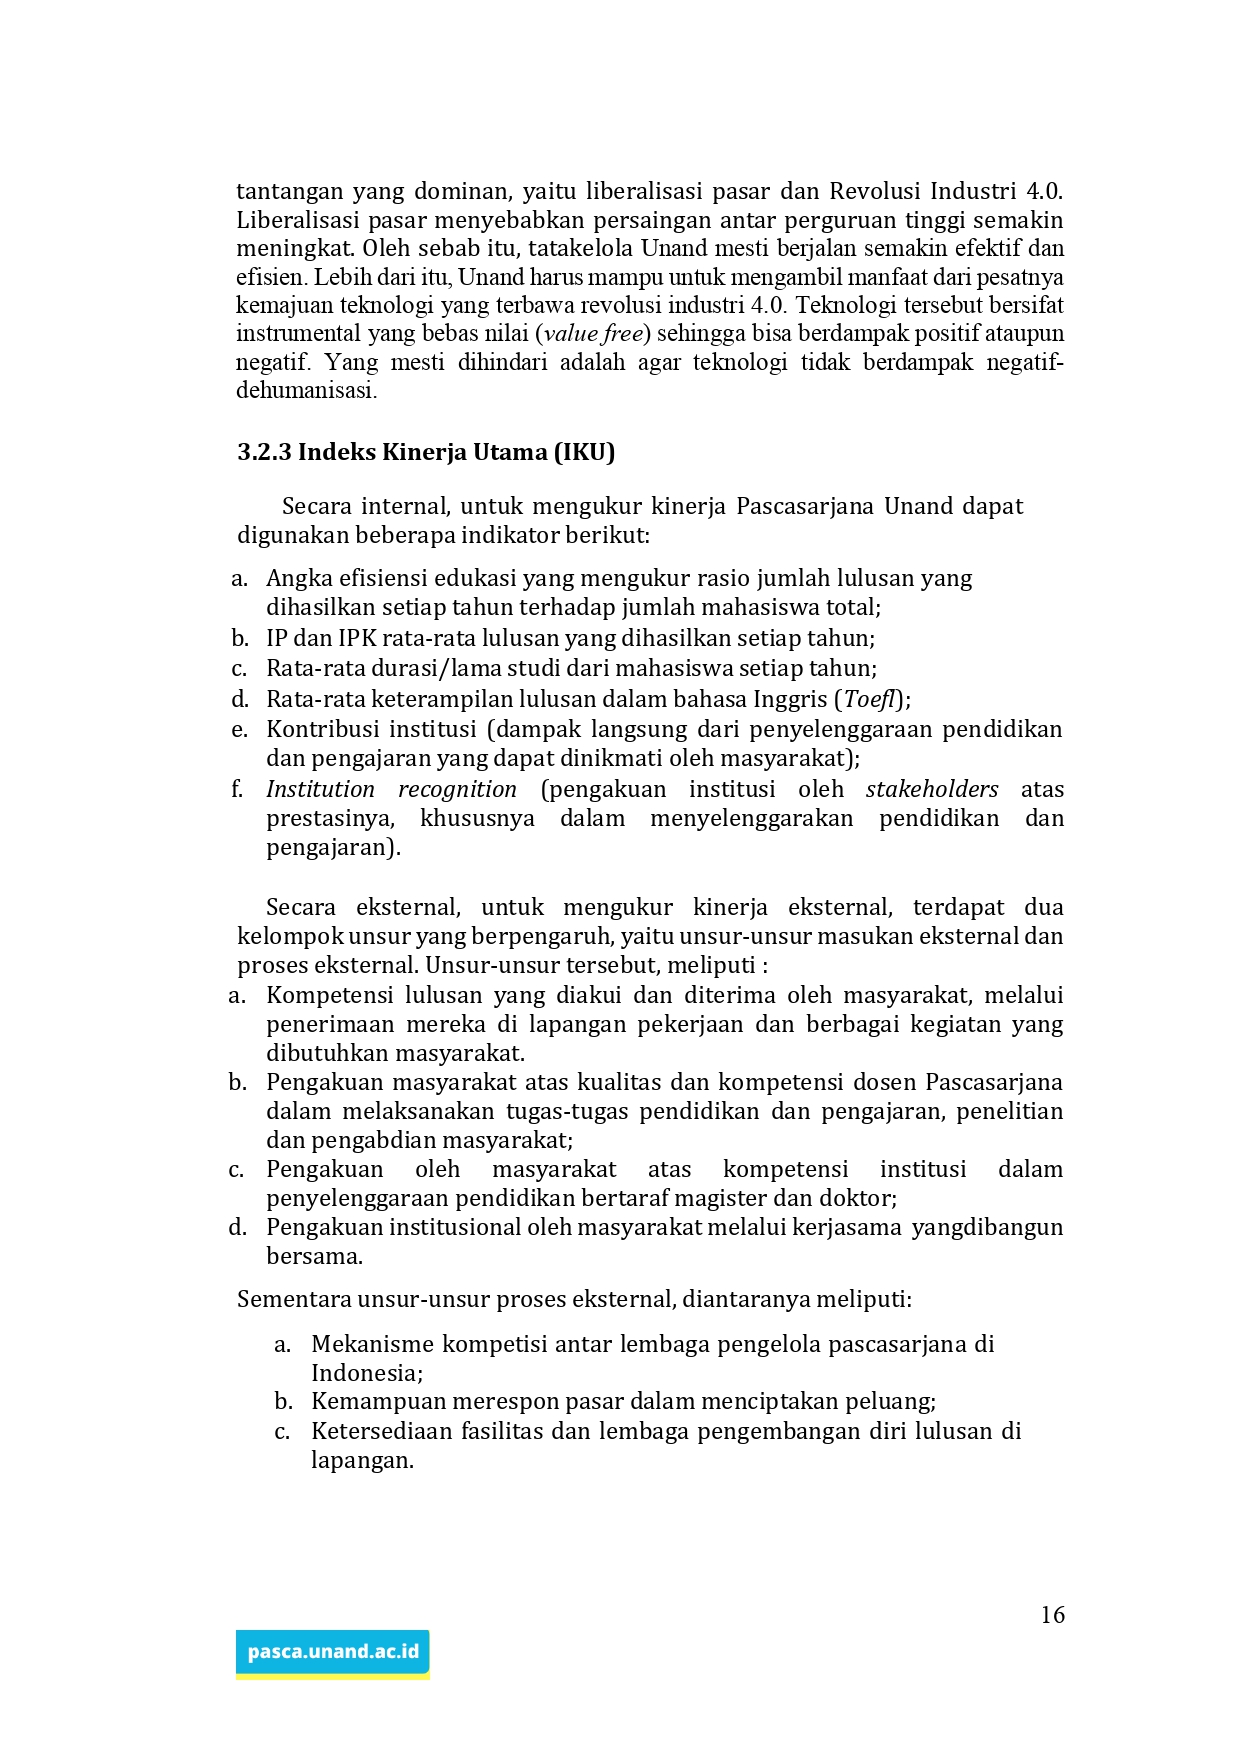 tantangan yang dominan, yaitu liberalisasi pasar dan Revolusi Industri 4.0.
Liberalisasi pasar menyebabkan persaingan antar perguruan tinggi semakin
meningkat. Oleh sebab itu, tatakelola Unand mesti berjalan semakin efektif dan
efisien. Lebih dari itu, Unand harus mampu untuk mengambil manfaat dari pesatnya
kemajuan teknologi yang terbawa revolusi industri 4.0. Teknologi tersebut bersifat
instrumental yang bebas nilai (value free) sehingga bisa berdampak positif ataupun
negatif. Yang mesti dihindari adalah agar teknologi tidak berdampak negatif-
dehumanisasi.
3.2.3 Indeks Kinerja Utama (IKU)
Secara internal, untuk mengukur kinerja Pascasarjana Unand dapat
digunakan beberapa indikator berikut:
a. Angka efisiensi edukasi yang mengukur rasio jumlah lulusan yang
dihasilkan setiap tahun terhadap jumlah mahasiswa total;
b. IP dan IPK rata-rata lulusan yang dihasilkan setiap tahun;
c. Rata-rata durasi/lama studi dari mahasiswa setiap tahun;
d. Rata-rata keterampilan lulusan dalam bahasa Inggris (Toefl);
e. Kontribusi institusi (dampak langsung dari penyelenggaraan pendidikan
dan pengajaran yang dapat dinikmati oleh masyarakat);
f. Institution recognition (pengakuan institusi oleh stakeholders atas
prestasinya, khususnya dalam menyelenggarakan pendidikan dan
pengajaran).
Secara eksternal, untuk mengukur kinerja eksternal, terdapat dua
kelompok unsur yang berpengaruh, yaitu unsur-unsur masukan eksternal dan
proses eksternal. Unsur-unsur tersebut, meliputi :
a. Kompetensi lulusan yang diakui dan diterima oleh masyarakat, melalui
penerimaan mereka di lapangan pekerjaan dan berbagai kegiatan yang
dibutuhkan masyarakat.
b. Pengakuan masyarakat atas kualitas dan kompetensi dosen Pascasarjana
dalam melaksanakan tugas-tugas pendidikan dan pengajaran, penelitian
dan pengabdian masyarakat;
c. Pengakuan oleh masyarakat atas kompetensi institusi dalam
penyelenggaraan pendidikan bertaraf magister dan doktor;
d. Pengakuan institusional oleh masyarakat melalui kerjasama yangdibangun
bersama.
Sementara unsur-unsur proses eksternal, diantaranya meliputi:
a. Mekanisme kompetisi antar lembaga pengelola pascasarjana di
Indonesia;
b. Kemampuan merespon pasar dalam menciptakan peluang;
c. Ketersediaan fasilitas dan lembaga pengembangan diri lulusan di
lapangan.
16
pasca.unand.ac.id